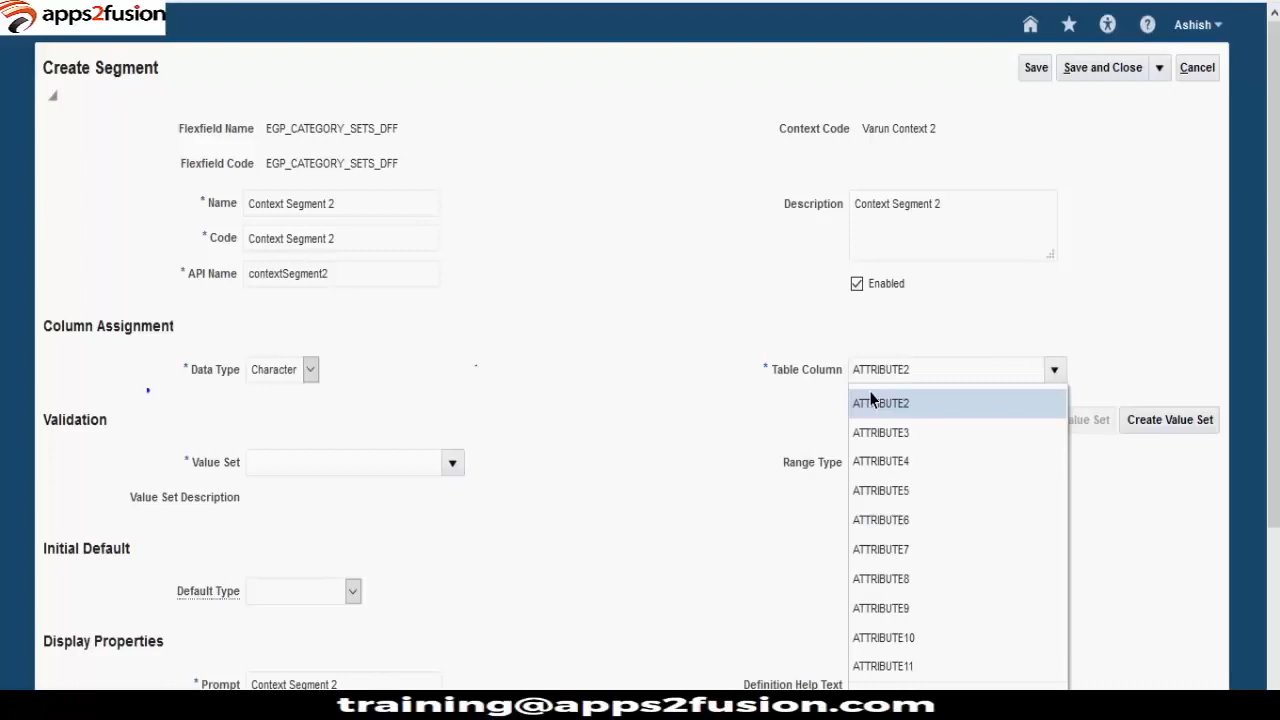 apps2fusion
Ashish
Create Segment
Save
Save and Close
Cancel
Flexfield Name EGP_CATEGORY_SETS_DFF
Context Code Varun Context 2
Flexfield Code EGP_CATEGORY_SETS_DFF
* Name Context Segment 2
Description Context Segment 2
* Code Context Segment 2
* API Name contextSegment2
Enabled
Column Assignment
* Data Type Character
* Table Column ATTRIBUTE2
ATTRIBUTE2
ATTRIBUTE3
ATTRIBUTE4
ATTRIBUTE5
ATTRIBUTE6
ATTRIBUTE7
ATTRIBUTE8
ATTRIBUTE9
ATTRIBUTE10
ATTRIBUTE11
Validation
Value Set
Create Value Set
* Value Set
Range Type
Value Set Description
Initial Default
Default Type
Display Properties
* Prompt Context Segment 2
Definition Help Text
training@apps2fusion.com